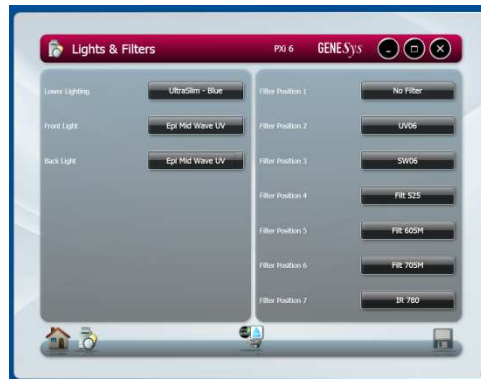 Lights & Filters
PXi 6
GENESys
Lower Lighting
UltraSlim - Blue
Front Light
Epi Mid Wave UV
Back Light
Epi Mid Wave UV
Filter Position 1
No Filter
Filter Position 2
UV06
Filter Position 3
SW06
Filter Position 4
Filt 525
Filter Position 5
Filt 605M
Filter Position 6
Filt 705M
Filter Position 7
IR 780